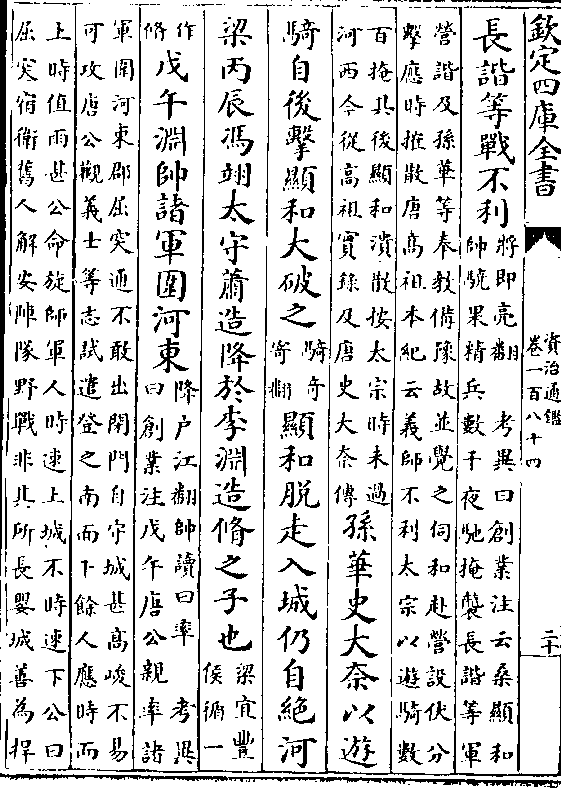 欽定四庫全書
資治通鑑
卷一百八十四
二十
長諧等戰不利
將即亮翻 考異曰創業注云桑顯和
帥驍果精兵數千夜馳掩襲長諧等軍
營諧及孫華等奉教備豫故並覺之伺和赴營設伏分
擊應時摧散唐高祖本紀云義師不利太宗以遊騎數
百掩其後顯和潰散按太宗時未過
河西今從高祖實録及唐史大奈傳
孫華史大奈以遊
騎自後擊顯和大破之
騎奇
寄翻
顯和脱走入城仍自絕河
梁丙辰馮翊太守蕭造降於李淵造脩之子也
梁宜豐
侯循一
作
脩
戊午淵帥諸軍圍河東
降户江翻帥讀曰率 考異
曰創業注戊午唐公親率諸
軍圍河東郡屈突通不敢出閉門自守城甚高峻不易
可攻唐公觀義士等志試遣登之南而下餘人應時而
上時值雨甚公命旋師軍人時速上城不時速下公曰
屈突宿衛舊人解安陣隊野戰非其所長嬰城善為捍